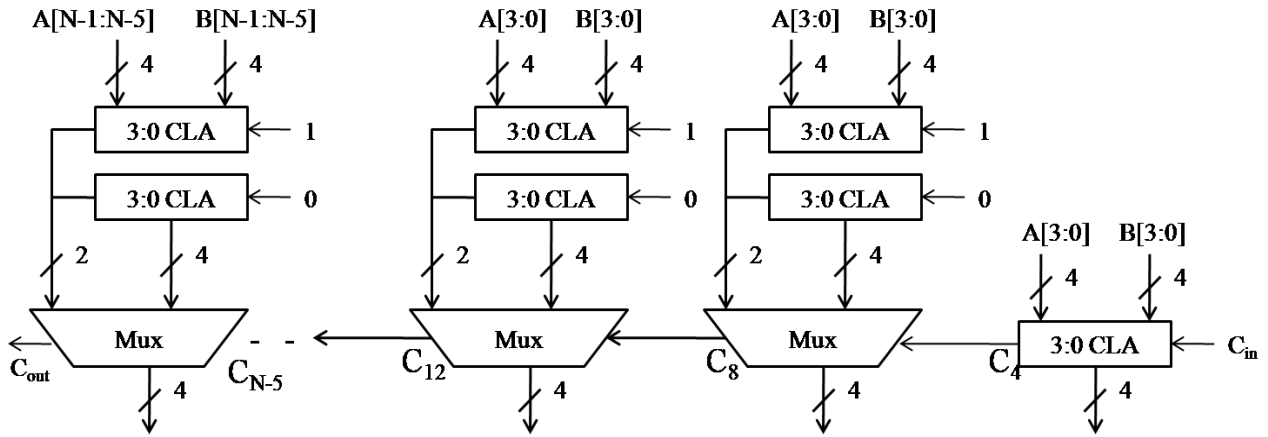 A[N-1:N-5] B[N-1:N-5] A[3:0] B[3:0] A[3:0] B[3:0]
4 4 4 4 4 4
3:0 CLA 1 3:0 CLA 1 3:0 CLA 1
3:0 CLA 0 3:0 CLA 0 3:0 CLA 0
A[3:0] B[3:0]
2 4 2 4 2 4
4 4
Mux Mux Mux 3:0 CLA Cin
Cout CN-5 C12 C8 C4
4 4 4 4